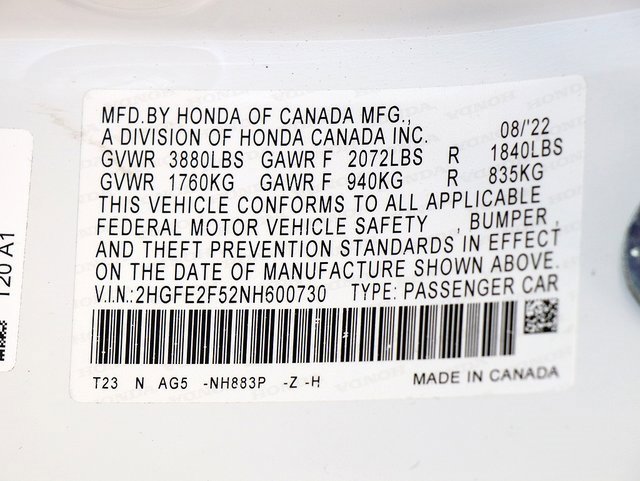 MFD.BY HONDA OF CANADA MFG.,
A DIVISION OF HONDA CANADA INC. 08/'22
GVWR 3880LBS GAWR F 2072LBS R 1840LBS
GVWR 1760KG GAWR F 940KG R 835KG
THIS VEHICLE CONFORMS TO ALL APPLICABLE
FEDERAL MOTOR VEHICLE SAFETY , BUMPER ,
AND THEFT PREVENTION STANDARDS IN EFFECT
ON THE DATE OF MANUFACTURE SHOWN ABOVE.
V.I.N.:2HGFE2F52NH600730 TYPE: PASSENGER CAR
T23 N AG5 -NH883P -Z -H MADE IN CANADA
T20 A1